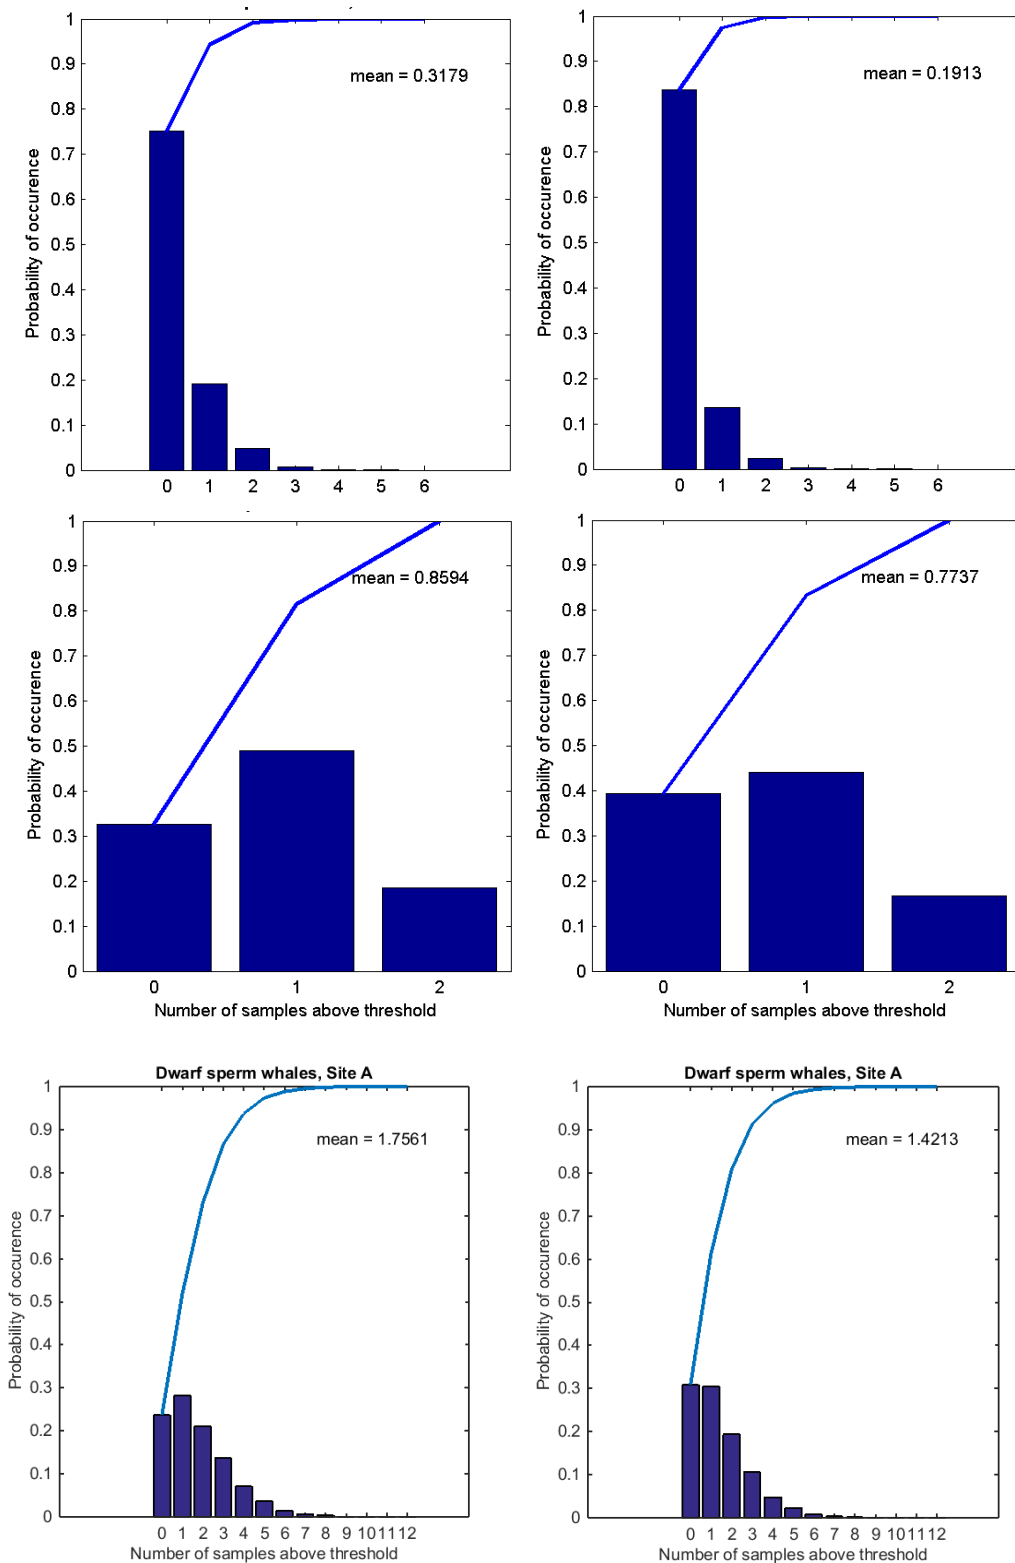 1
0.9
0.8
0.7
0.6
0.5
0.4
0.3
0.2
0.1
0
Probability of occurence
mean = 0.3179
0 1 2 3 4 5 6
1
0.9
0.8
0.7
0.6
0.5
0.4
0.3
0.2
0.1
0
Probability of occurence
mean = 0.1913
0 1 2 3 4 5 6
1
0.9
0.8
0.7
0.6
0.5
0.4
0.3
0.2
0.1
0
Probability of occurence
mean = 0.8594
0 1 2
Number of samples above threshold
1
0.9
0.8
0.7
0.6
0.5
0.4
0.3
0.2
0.1
0
Probability of occurence
mean = 0.7737
0 1 2
Number of samples above threshold
Dwarf sperm whales, Site A
1
0.9
0.8
0.7
0.6
0.5
0.4
0.3
0.2
0.1
0
Probability of occurence
mean = 1.7561
0 1 2 3 4 5 6 7 8 9 10 11 12
Number of samples above threshold
Dwarf sperm whales, Site A
1
0.9
0.8
0.7
0.6
0.5
0.4
0.3
0.2
0.1
0
Probability of occurence
mean = 1.4213
0 1 2 3 4 5 6 7 8 9 10 11 12
Number of samples above threshold